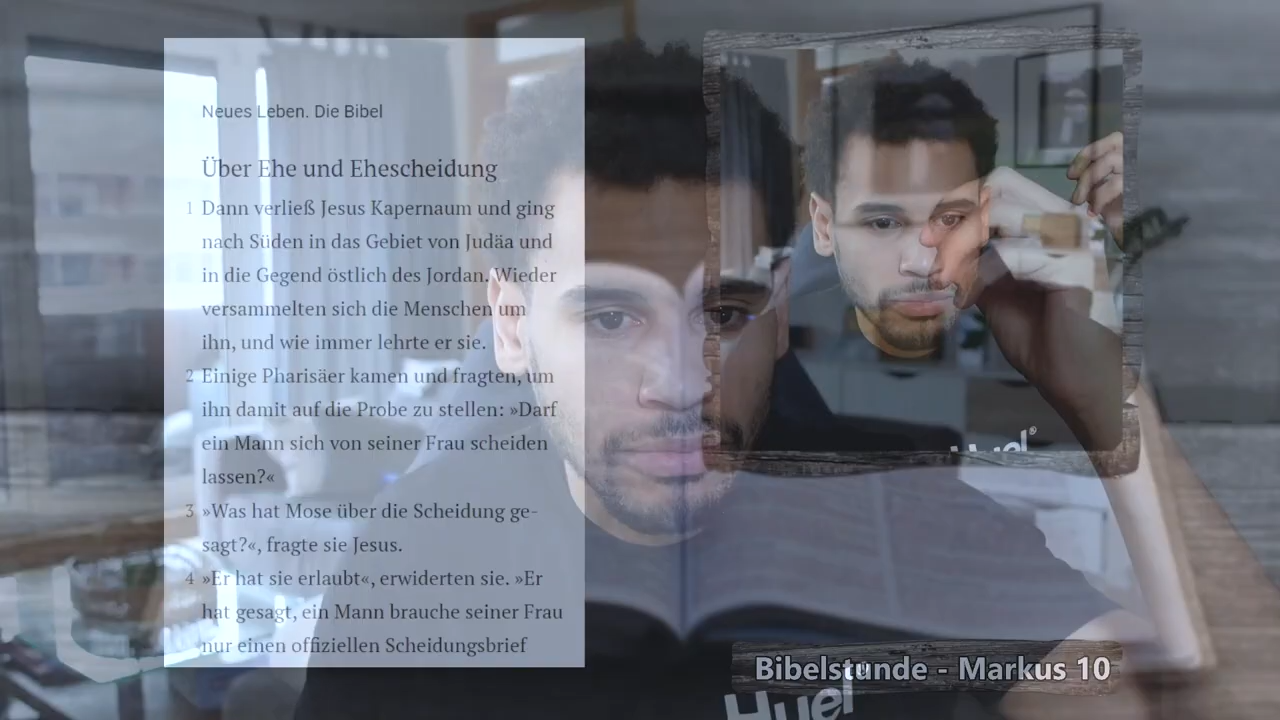 Neues Leben. Die Bibel
Über Ehe und Ehescheidung
1 Dann verließ Jesus Kapernaum und ging
nach Süden in das Gebiet von Judäa und
in die Gegend östlich des Jordan. Wieder
versammelten sich die Menschen um
ihn, und wie immer lehrte er sie.
2 Einige Pharisäer kamen und fragten, um
ihn damit auf die Probe zu stellen: »Darf
ein Mann sich von seiner Frau scheiden
lassen?«
3 »Was hat Mose über die Scheidung ge-
sagt?«, fragte sie Jesus.
4 »Er hat sie erlaubt«, erwiderten sie. »Er
hat gesagt, ein Mann brauche seiner Frau
nur einen offiziellen Scheidungsbrief
Huel®
Bibelstunde - Markus 10
Huel